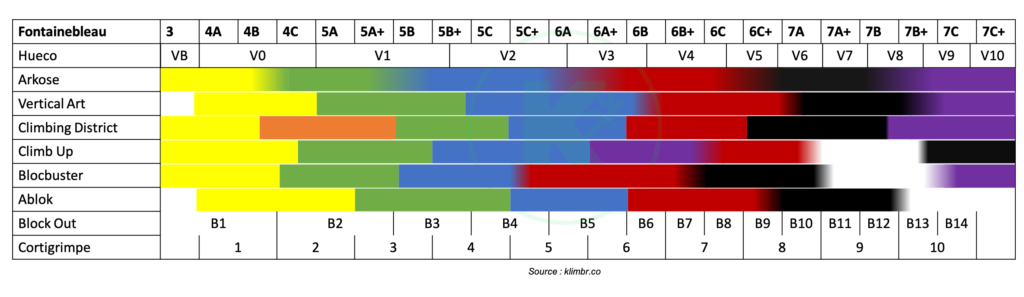 Fontainebleau 3 4A 4B 4C 5A 5A+ 5B 5B+ 5C 5C+ 6A 6A+ 6B 6B+ 6C 6C+ 7A 7A+ 7B 7B+ 7C 7C+
Hueco VB V0 V1 V2 V3 V4 V5 V6 V7 V8 V9 V10
Arkose
Vertical Art
Climbing District
Climb Up
Blocbuster
Ablok
Block Out B1 B2 B3 B4 B5 B6 B7 B8 B9 B10 B11 B12 B13 B14
Cortigrimpe 1 2 3 4 5 6 7 8 9 10
Source : klimbr.co